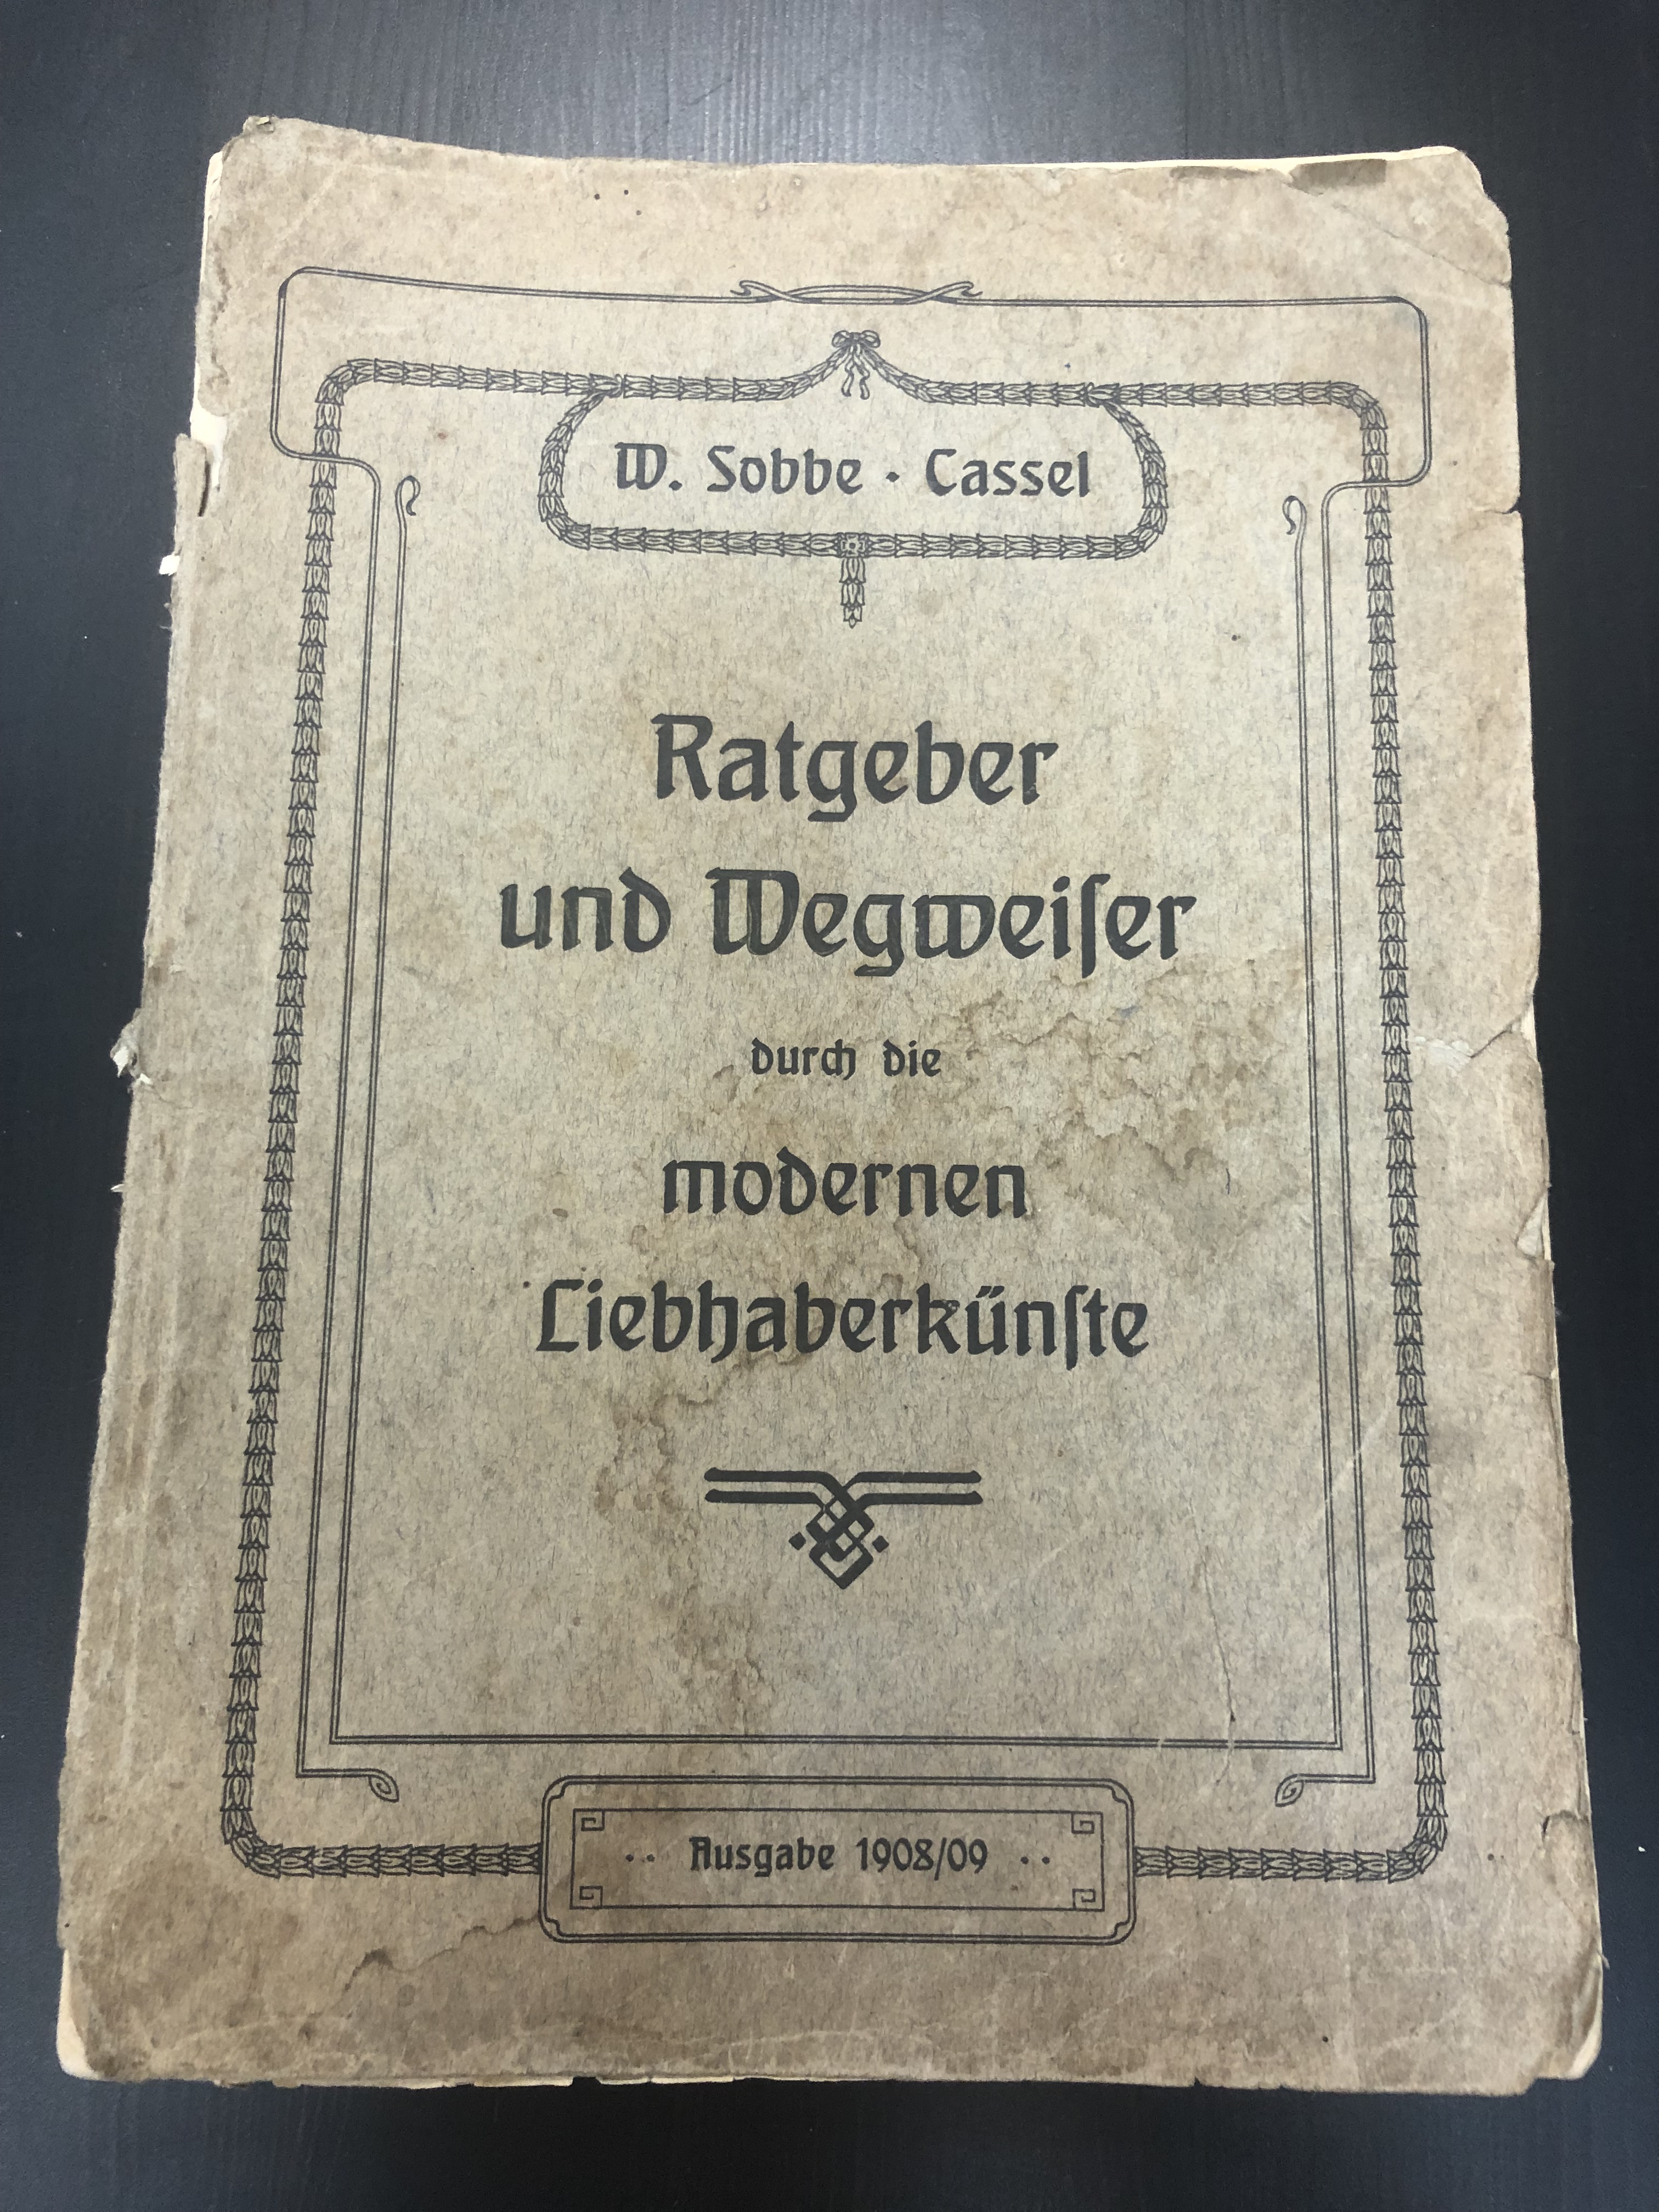 W. Sobbe · Cassel
Ratgeber
und Wegweiſer
durch die
modernen
Liebhaberkünſte
·· Ausgabe 1908/09 ··